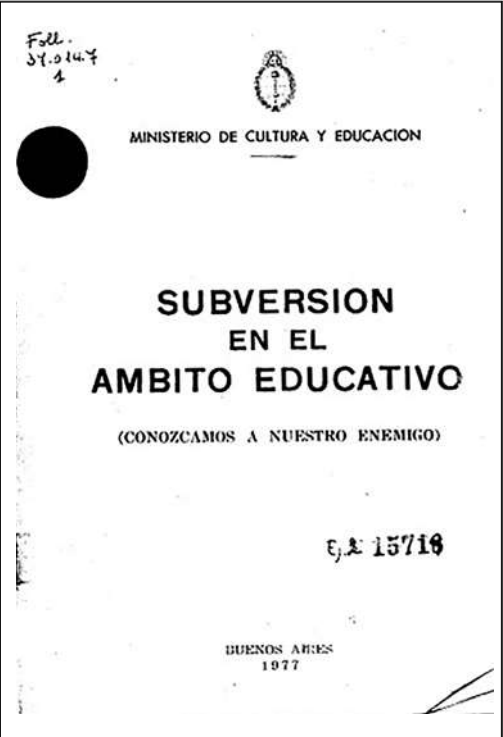 Foll.
37.014.7
1
MINISTERIO DE CULTURA Y EDUCACION
SUBVERSION
EN EL
AMBITO EDUCATIVO
(CONOZCAMOS A NUESTRO ENEMIGO)
15718
BUENOS AIRES
1977